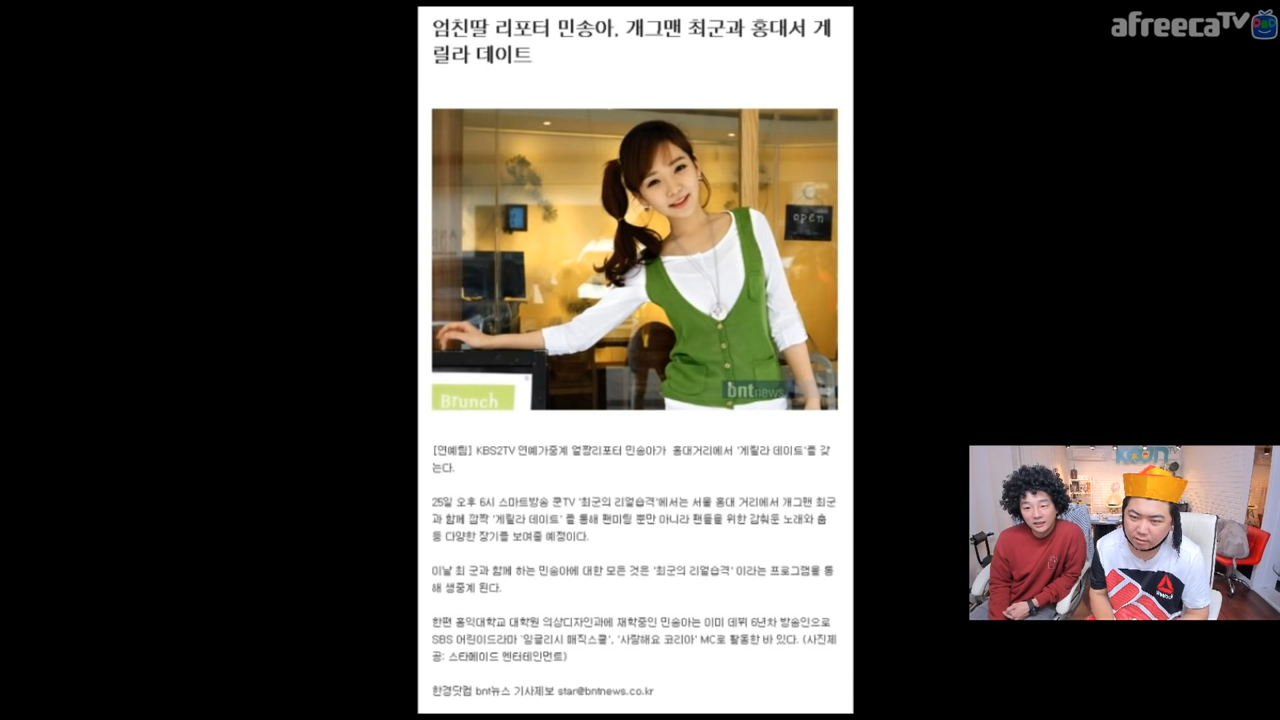 엄친딸 리포터 민송아, 개그맨 최군과 홍대서 게
릴라 데이트
afreecaTV
open
Brunch
bntnews
[연예팀] KBS2TV 연예가중계 얼짱리포터 민송아가 홍대거리에서 '게릴라 데이트'를 갖
는다.
25일 오후 6시 스마트방송 쿤TV '최군의 리얼습격'에서는 서울 홍대 거리에서 개그맨 최군
과 함께 깜짝 '게릴라 데이트' 를 통해 팬미팅 뿐만 아니라 팬들을 위한 감춰둔 노래와 춤
등 다양한 장기를 보여줄 예정이다.
이날 최 군과 함께 하는 민송아에 대한 모든 것은 '최군의 리얼습격' 이라는 프로그램을 통
해 생중계 된다.
한편 홍익대학교 대학원 의상디자인과에 재학중인 민송아는 이미 데뷔 6년차 방송인으로
SBS 어린이드라마 '잉글리시 매직스쿨', '사랑해요 코리아' MC로 활동한 바 있다. (사진제
공: 스타메이드 엔터테인먼트)
한경닷컴 bnt뉴스 기사제보 star@bntnews.co.kr
KOON